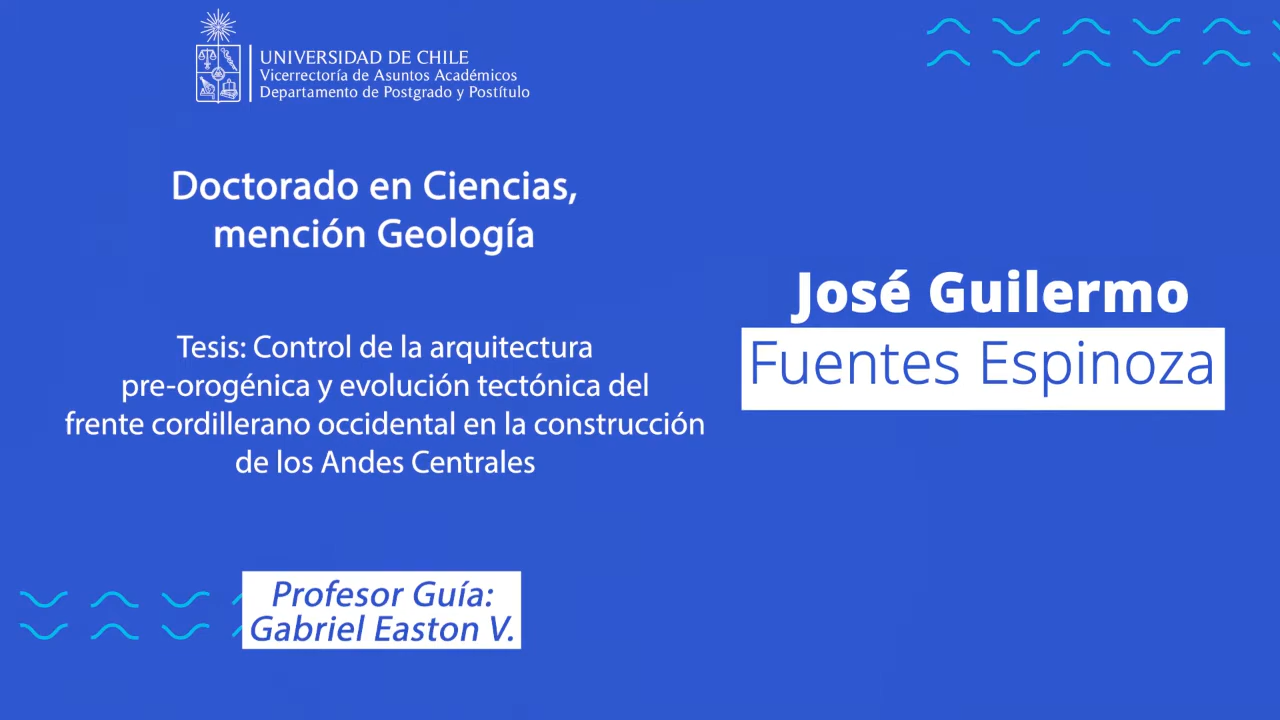 UNIVERSIDAD DE CHILE
Vicerrectoría de Asuntos Académicos
Departamento de Postgrado y Postítulo
Doctorado en Ciencias,
mención Geología
Tesis: Control de la arquitectura
pre-orogénica y evolución tectónica del
frente cordillerano occidental en la construcción
de los Andes Centrales
Profesor Guía:
Gabriel Easton V.
José Guilermo
Fuentes Espinoza